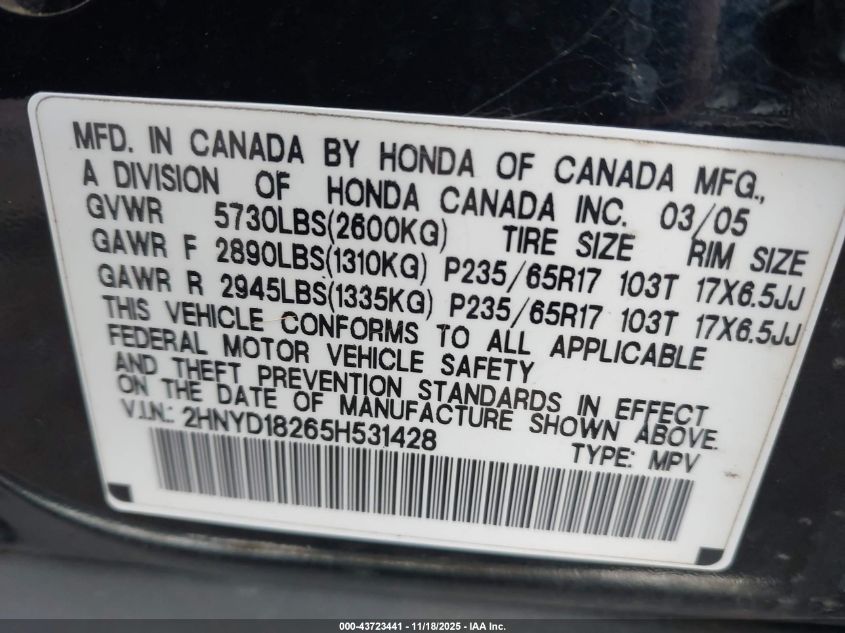 MFD. IN CANADA BY HONDA OF CANADA MFG.,
A DIVISION OF HONDA CANADA INC. 03/05
GVWR 5730LBS(2600KG) TIRE SIZE RIM SIZE
GAWR F 2890LBS(1310KG) P235/65R17 103T 17X6.5JJ
GAWR R 2945LBS(1335KG) P235/65R17 103T 17X6.5JJ
THIS VEHICLE CONFORMS TO ALL APPLICABLE
FEDERAL MOTOR VEHICLE SAFETY
AND THEFT PREVENTION STANDARDS IN EFFECT
ON THE DATE OF MANUFACTURE SHOWN ABOVE.
V.I.N.: 2HNYD18265H531428 TYPE: MPV
000-43723441 - 11/18/2025 - IAA Inc.